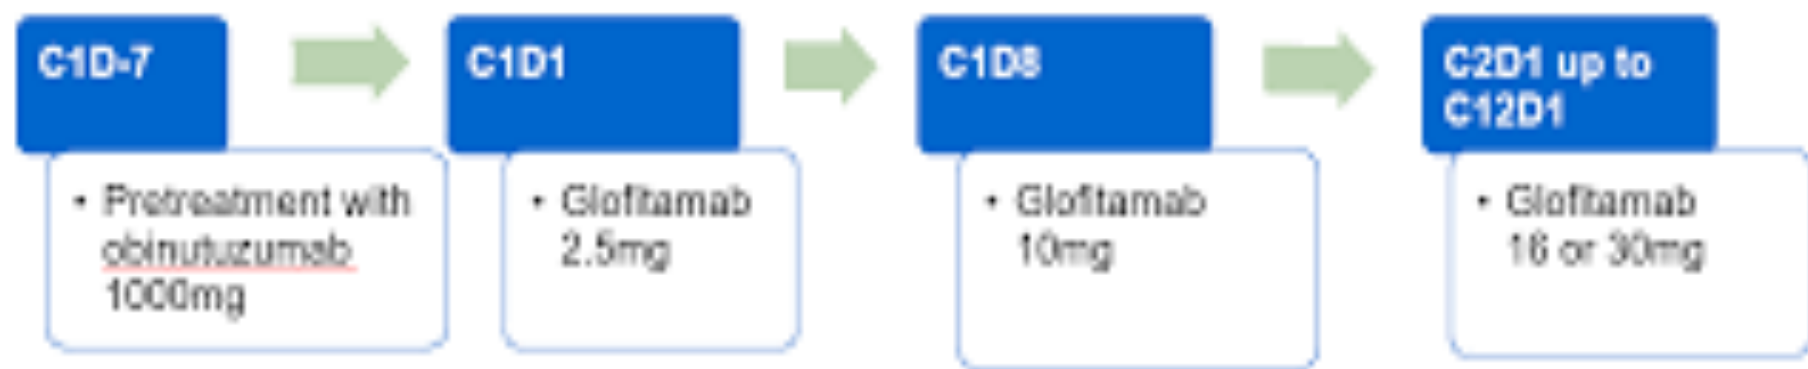 C1D-7
• Pretreatment with
obinutuzumab
1000mg
C1D1
• Glofitamab
2.5mg
C1D8
• Glofitamab
10mg
C2D1 up to
C12D1
• Glofitamab
16 or 30mg